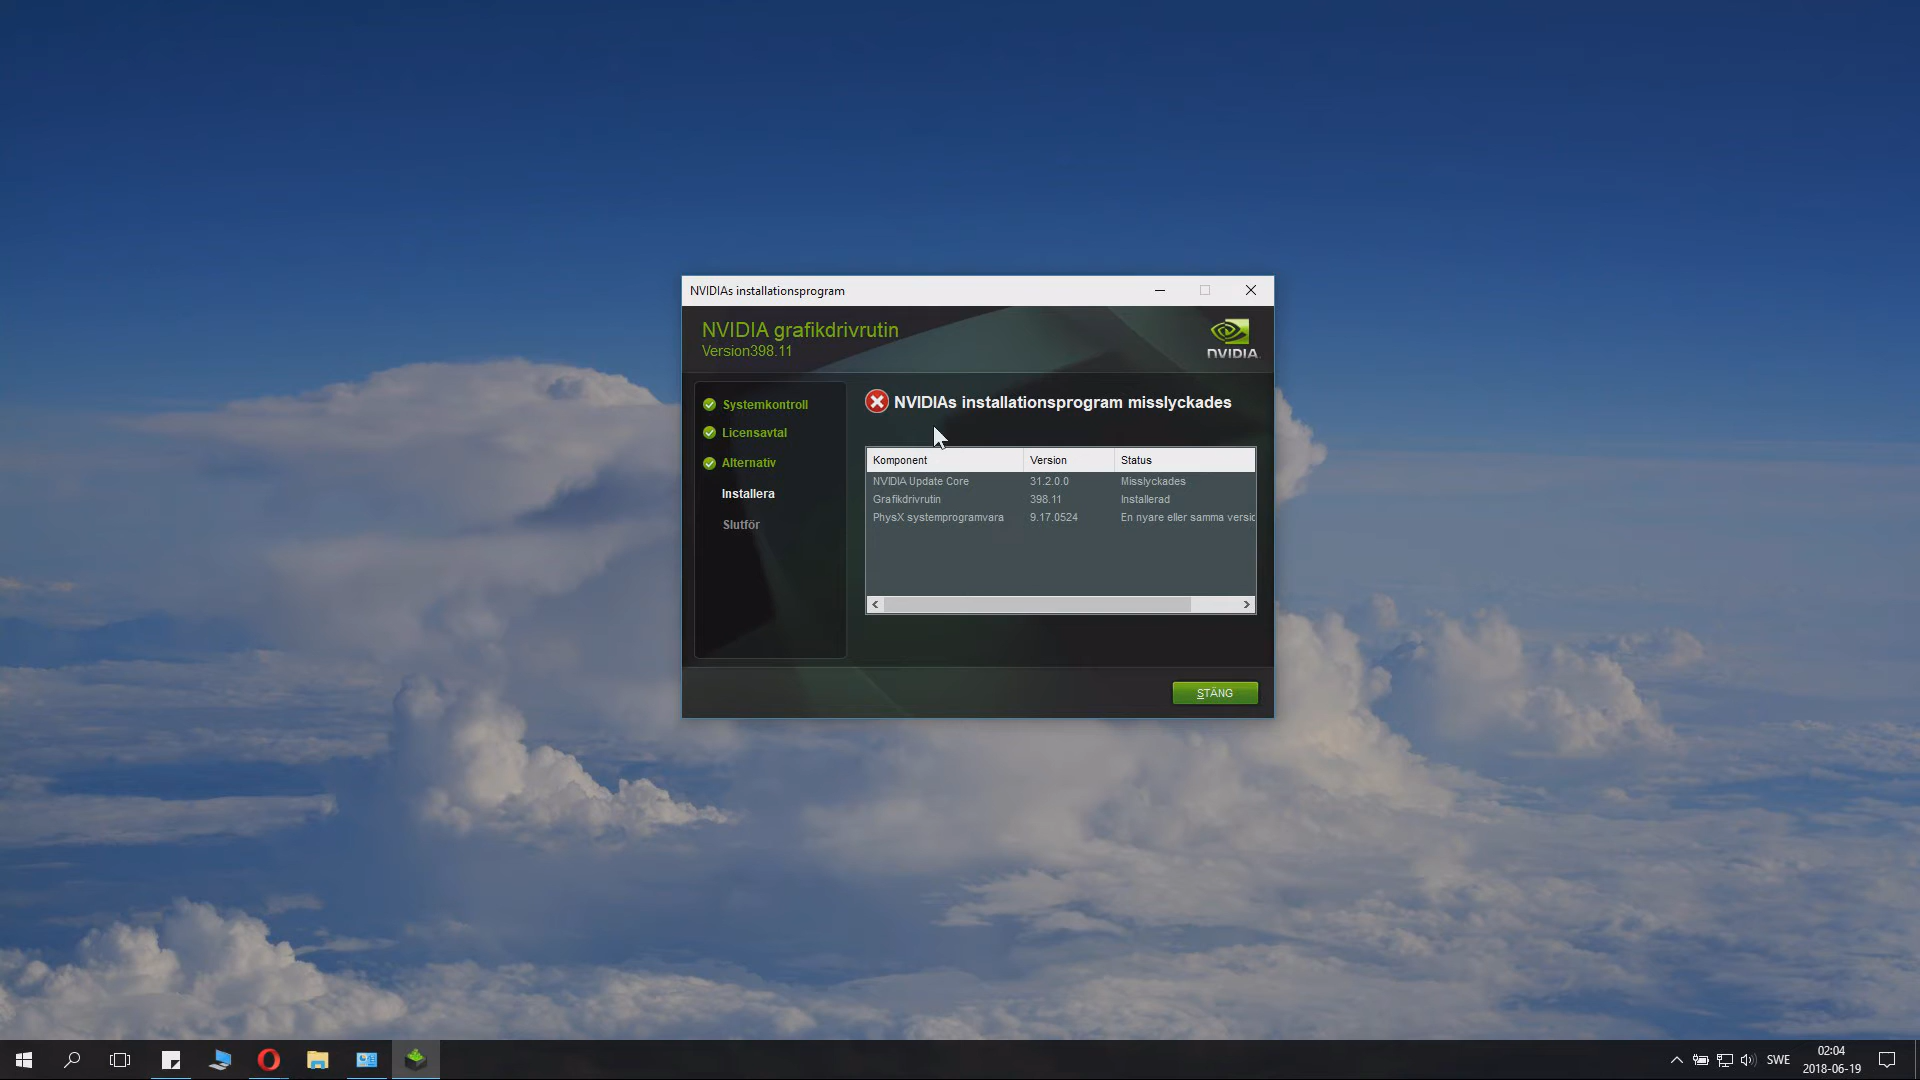 NVIDIAs installationsprogram
NVIDIA grafikdrivrutin
Version398.11
NVIDIA.
Systemkontroll
Licensavtal
Alternativ
Installera
Slutför
NVIDIAs installationsprogram misslyckades
Komponent Version Status
NVIDIA Update Core 31.2.0.0 Misslyckades
Grafikdrivrutin 398.11 Installerad
PhysX systemprogramvara 9.17.0524 En nyare eller samma versio
STÄNG
SWE
02:04
2018-06-19